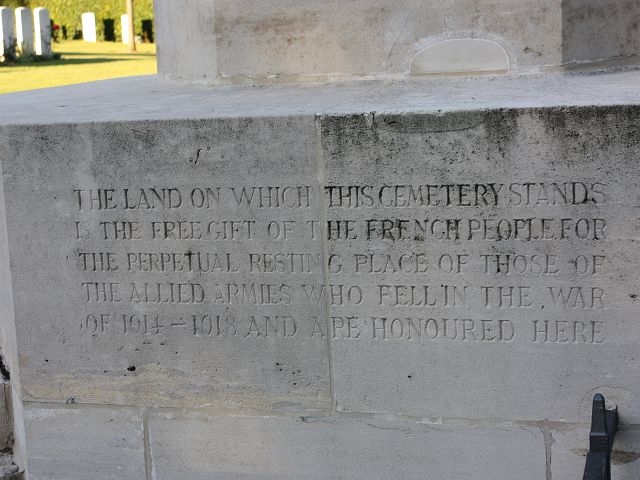 THE LAND ON WHICH THIS CEMETERY STANDS
IS THE FREE GIFT OF THE FRENCH PEOPLE FOR
THE PERPETUAL RESTING PLACE OF THOSE OF
THE ALLIED ARMIES WHO FELL IN THE WAR
OF 1914-1918 AND ARE HONOURED HERE